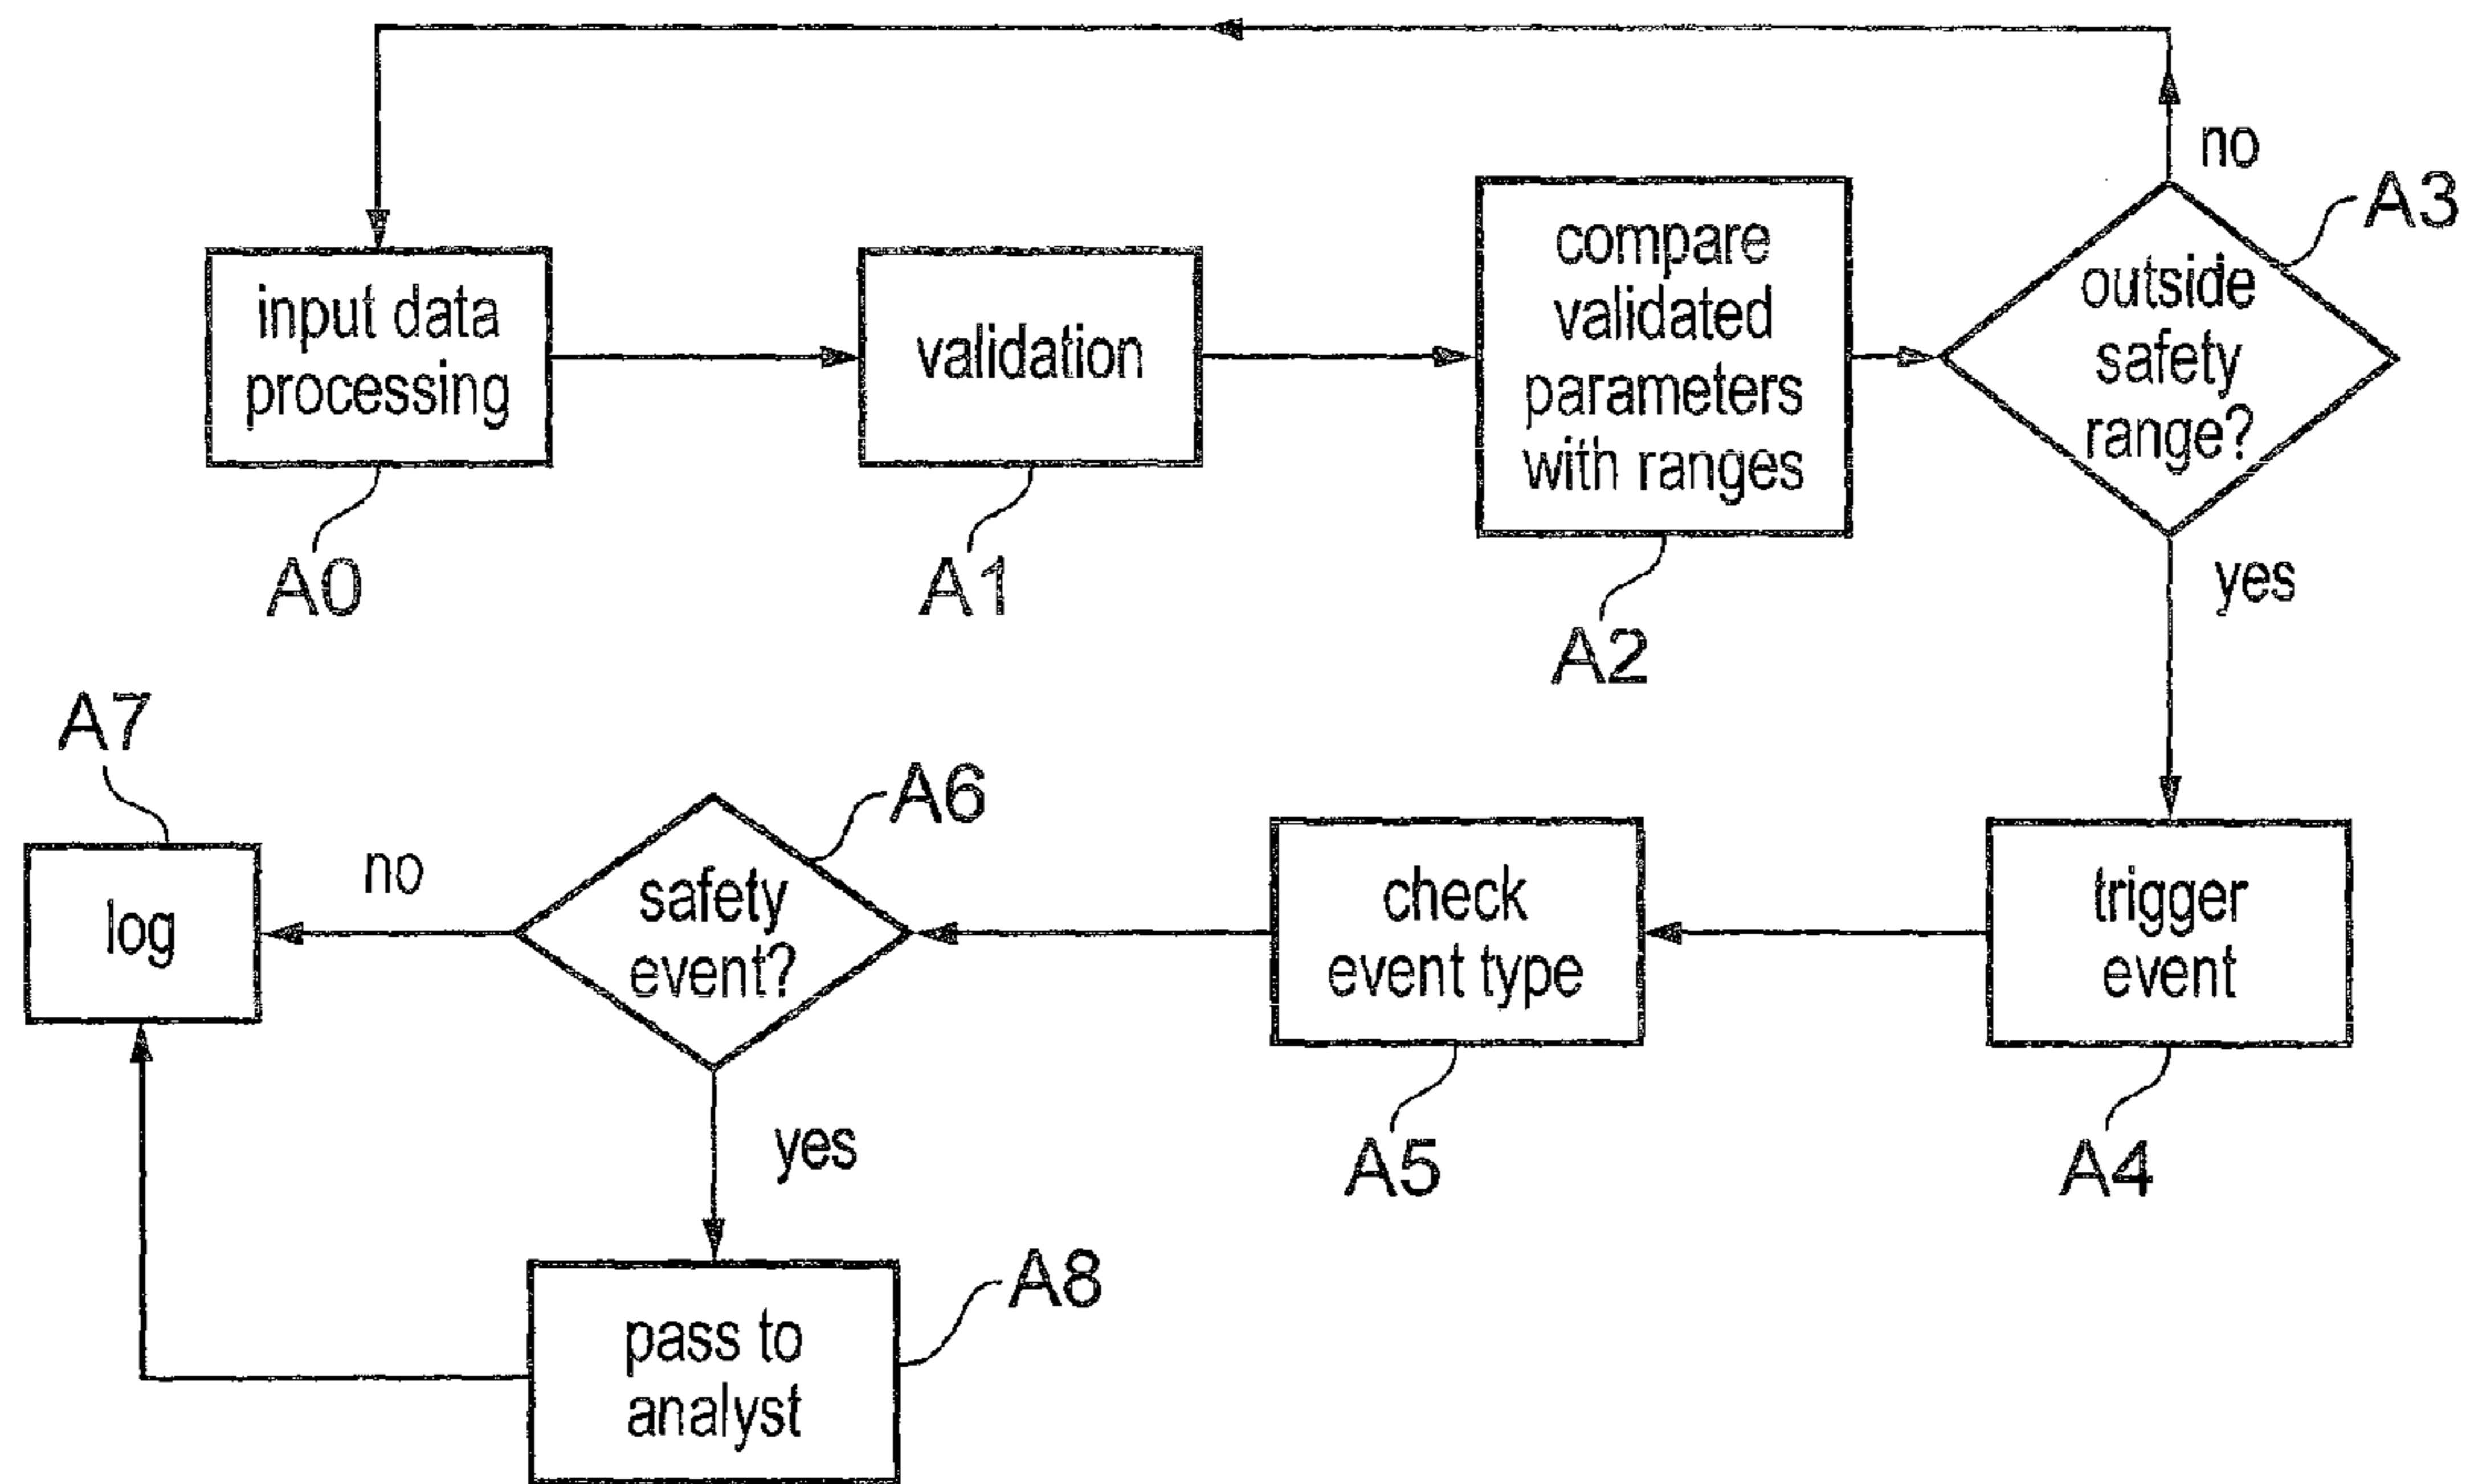 no
A3
input data
processing
validation
compare
validated
parameters
with ranges
outside
safety
range?
A0
A1
A2
yes
A7
A6
log
no
safety
event?
check
event type
trigger
event
yes
A5
A4
A8
pass to
analyst